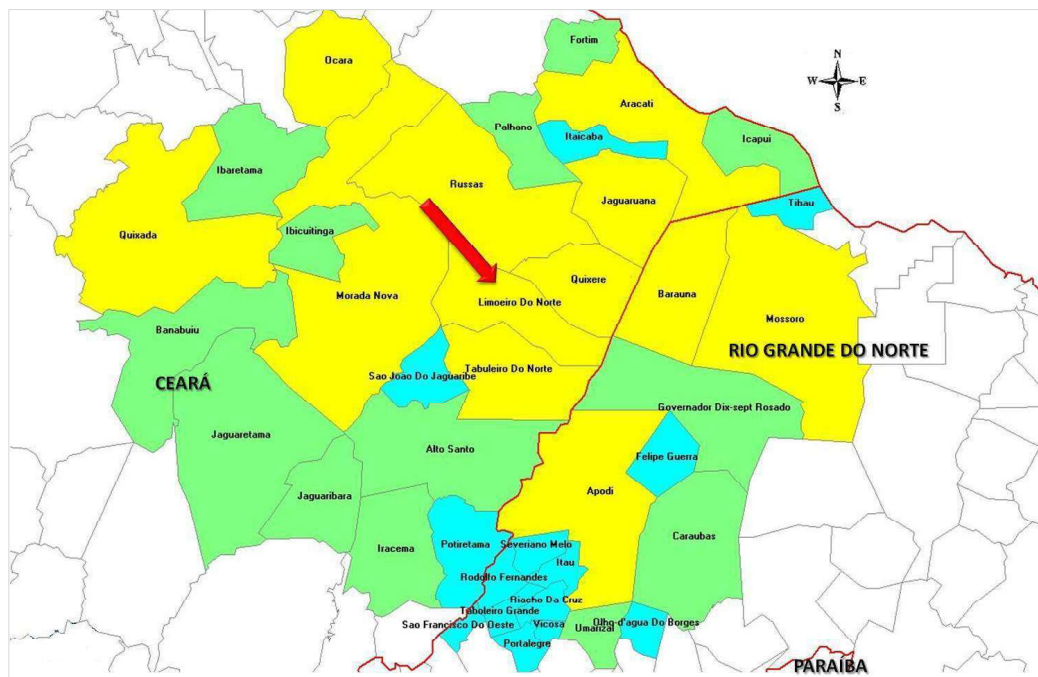 Fortim
Ocara
N
W E
S
Aracati
Palhano
Itaicaba
Icapui
Ibaretama
Russas
Jaguaruana
Tibau
Ibicuitinga
Quixada
Quixere
Morada Nova
Limoeiro Do Norte
Barauna
Mossoro
Banabuiu
RIO GRANDE DO NORTE
Tabuleiro Do Norte
Sao João Do Jaguaribe
CEARÁ
Governador Dix-sept Rosado
Jaguaretama
Alto Santo
Felipe Guerra
Apodi
Jaguaribara
Caraubas
Iracema
Potiretama
Severiano Melo
Itau
Rodolfo Fernandes
Riacho Da Cruz
Taboleiro Grande
Sao Francisco Do Oeste
Vicosa
Umarizal
Olho-d'agua Do Borges
Portalegre
PARAÍBA